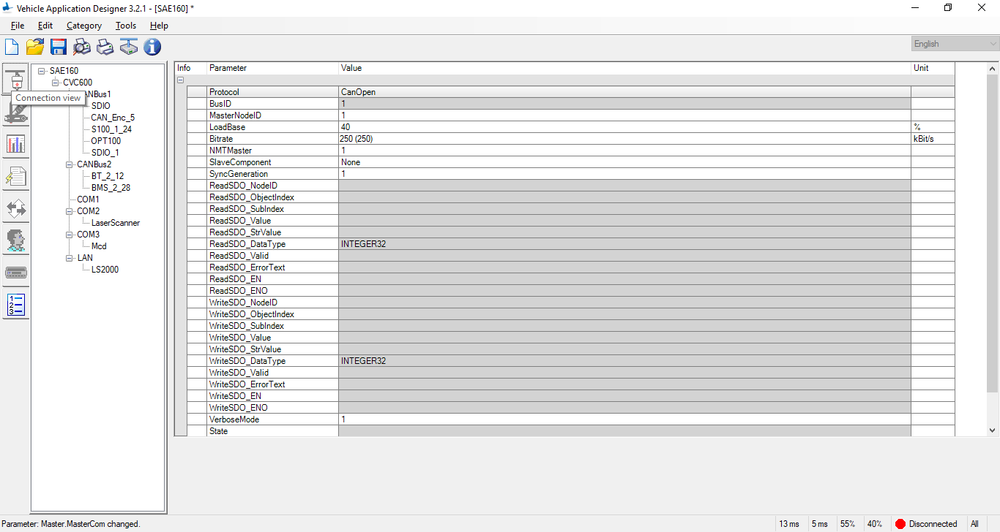 Vehicle Application Designer 3.2.1 - [SAE160] *
File Edit Category Tools Help
English
SAE160
CVC600
ANBus1
Connection view
SDIO
CAN_Enc_5
S100_1_24
OPT100
SDIO_1
CANBus2
BT_2_12
BMS_2_28
COM1
COM2
LaserScanner
COM3
Mcd
LAN
LS2000
1
2
3
Info Parameter Value Unit
Protocol CanOpen
BusID 1
MasterNodeID 1
LoadBase 40 %
Bitrate 250 (250) kBit/s
NMTMaster 1
SlaveComponent None
SyncGeneration 1
ReadSDO_NodeID
ReadSDO_ObjectIndex
ReadSDO_SubIndex
ReadSDO_Value
ReadSDO_StrValue
ReadSDO_DataType INTEGER32
ReadSDO_Valid
ReadSDO_ErrorText
ReadSDO_EN
ReadSDO_ENO
WriteSDO_NodeID
WriteSDO_ObjectIndex
WriteSDO_SubIndex
WriteSDO_Value
WriteSDO_StrValue
WriteSDO_DataType INTEGER32
WriteSDO_Valid
WriteSDO_ErrorText
WriteSDO_EN
WriteSDO_ENO
VerboseMode 1
State
Parameter: Master.MasterCom changed.
13 ms 5 ms 55% 40% Disconnected All